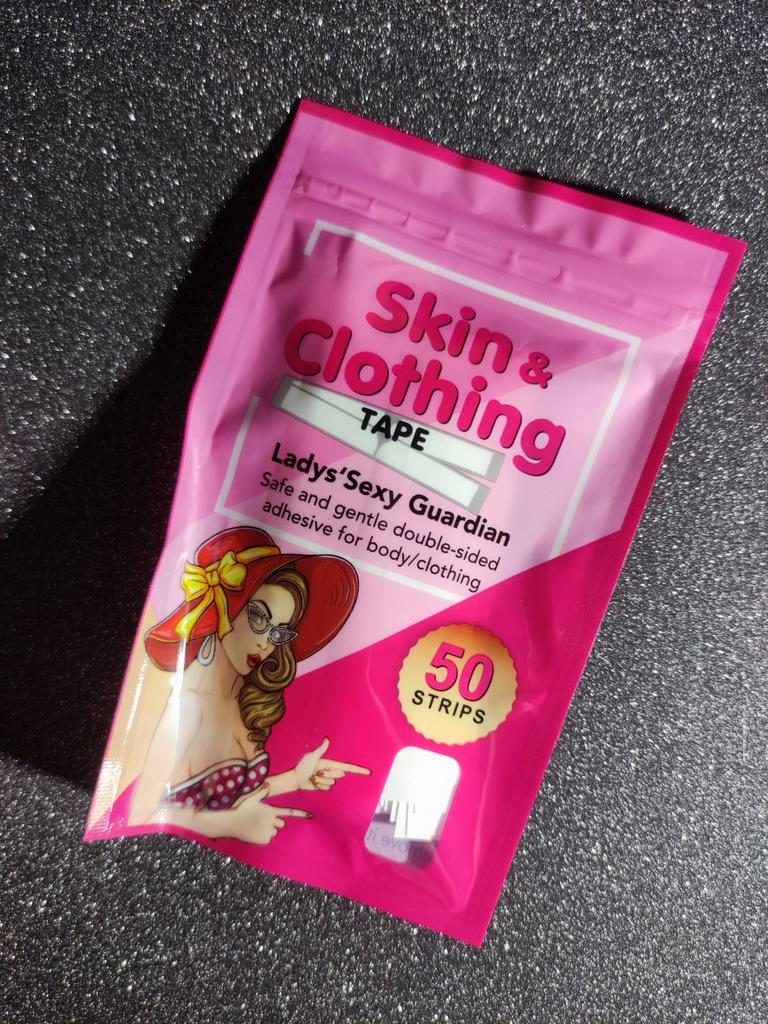 Skin &
Clothing
TAPE
Ladys'Sexy Guardian
Safe and gentle double-sided
adhesive for body/clothing
50
STRIPS